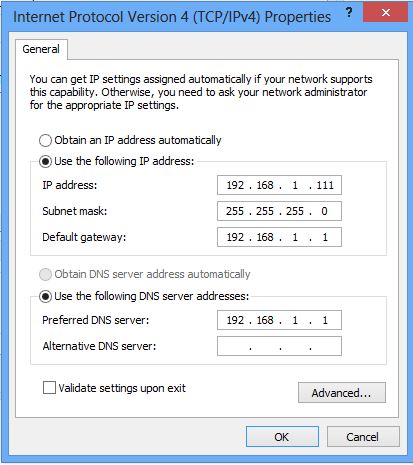 Internet Protocol Version 4 (TCP/IPv4) Properties ? ×
General
You can get IP settings assigned automatically if your network supports
this capability. Otherwise, you need to ask your network administrator
for the appropriate IP settings.
Obtain an IP address automatically
Use the following IP address:
IP address: 192 . 168 . 1 . 111
Subnet mask: 255 . 255 . 255 . 0
Default gateway: 192 . 168 . 1 . 1
Obtain DNS server address automatically
Use the following DNS server addresses:
Preferred DNS server: 192 . 168 . 1 . 1
Alternative DNS server: . . .
Validate settings upon exit
Advanced...
OK Cancel